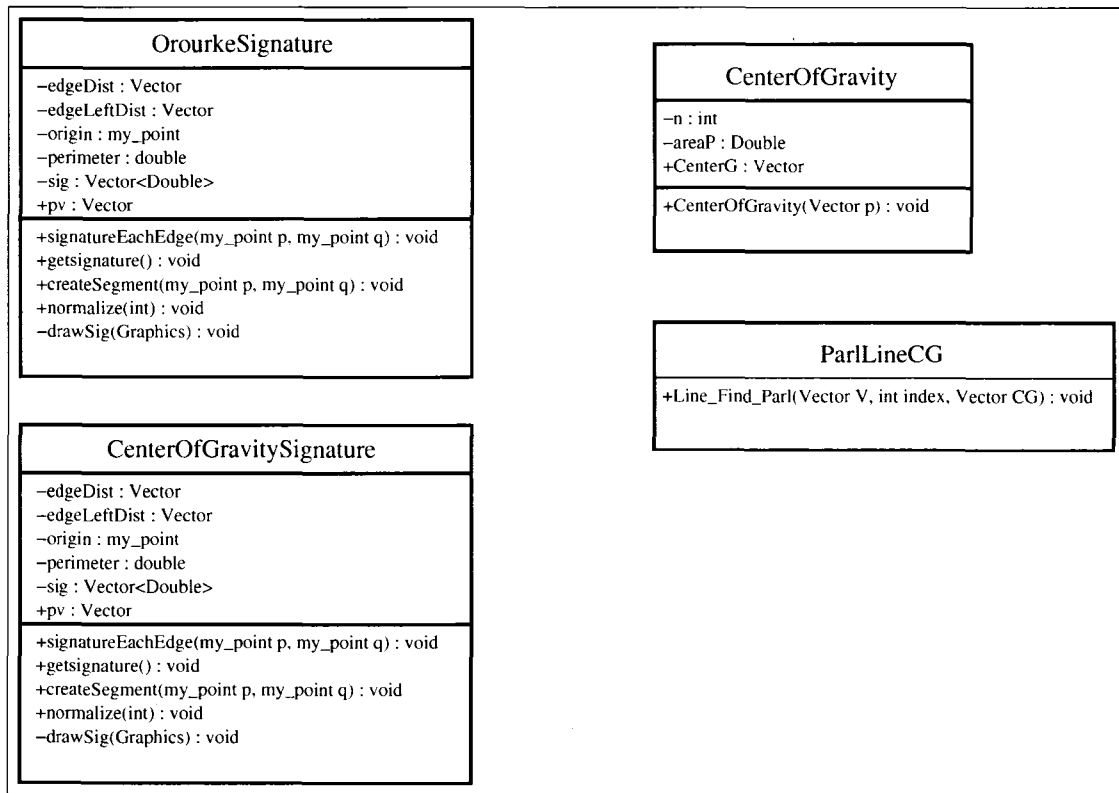 OrourkeSignature
–edgeDist : Vector
–edgeLeftDist : Vector
–origin : my_point
–perimeter : double
–sig : Vector<Double>
+pv : Vector
+signatureEachEdge(my_point p, my_point q) : void
+getsignature() : void
+createSegment(my_point p, my_point q) : void
+normalize(int) : void
–drawSig(Graphics) : void
CenterOfGravitySignature
–edgeDist : Vector
–edgeLeftDist : Vector
–origin : my_point
–perimeter : double
–sig : Vector<Double>
+pv : Vector
+signatureEachEdge(my_point p, my_point q) : void
+getsignature() : void
+createSegment(my_point p, my_point q) : void
+normalize(int) : void
–drawSig(Graphics) : void
CenterOfGravity
–n : int
–areaP : Double
+CenterG : Vector
+CenterOfGravity(Vector p) : void
ParlLineCG
+Line_Find_Parl(Vector V, int index, Vector CG) : void